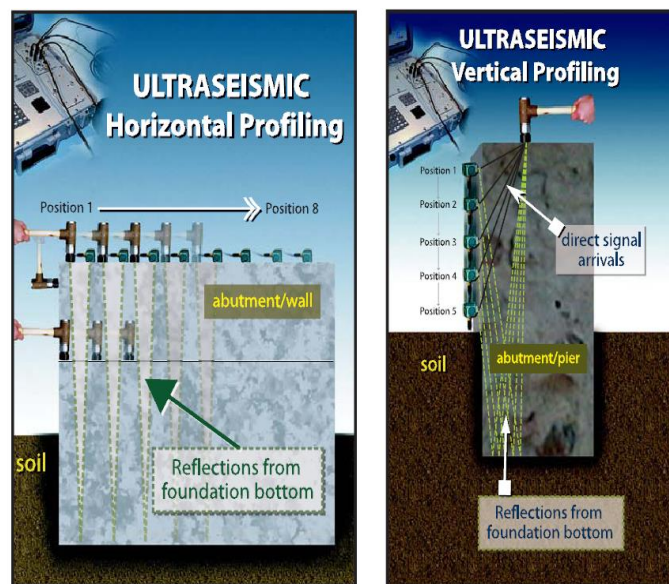 ULTRASEISMIC
Horizontal Profiling
Position 1
Position 8
abutment/wall
soil
Reflections from
foundation bottom
ULTRASEISMIC
Vertical Profiling
Position 1
Position 2
Position 3
Position 4
Position 5
direct signal
arrivals
soil
abutment/pier
Reflections from
foundation bottom